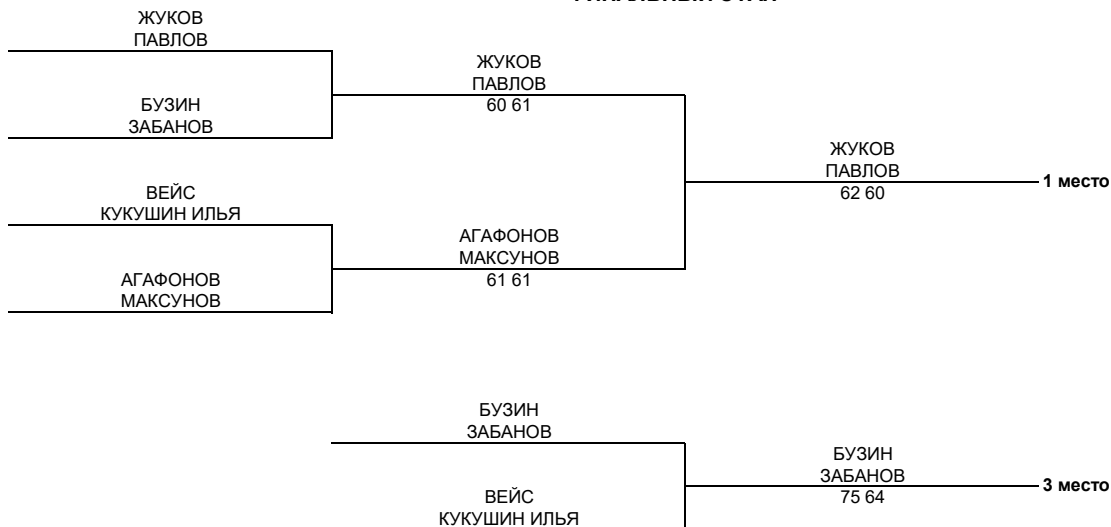 ЖУКОВ
ПАВЛОВ
ЖУКОВ
ПАВЛОВ
60 61
БУЗИН
ЗАБАНОВ
ЖУКОВ
ПАВЛОВ
62 60
1 место
ВЕЙС
КУКУШИН ИЛЬЯ
АГАФОНОВ
МАКСУНОВ
61 61
АГАФОНОВ
МАКСУНОВ
БУЗИН
ЗАБАНОВ
БУЗИН
ЗАБАНОВ
75 64
3 место
ВЕЙС
КУКУШИН ИЛЬЯ